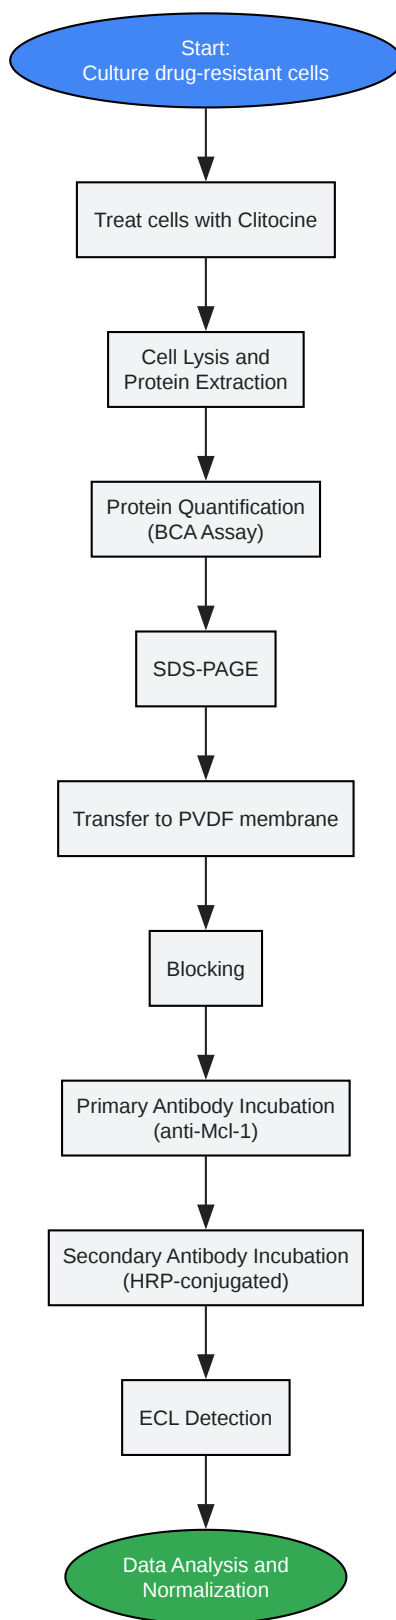 Start:
Culture drug-resistant cells
Treat cells with Clitocine
Cell Lysis and
Protein Extraction
Protein Quantification
(BCA Assay)
SDS-PAGE
Transfer to PVDF membrane
Blocking
Primary Antibody Incubation
(anti-Mcl-1)
Secondary Antibody Incubation
(HRP-conjugated)
ECL Detection
Data Analysis and
Normalization